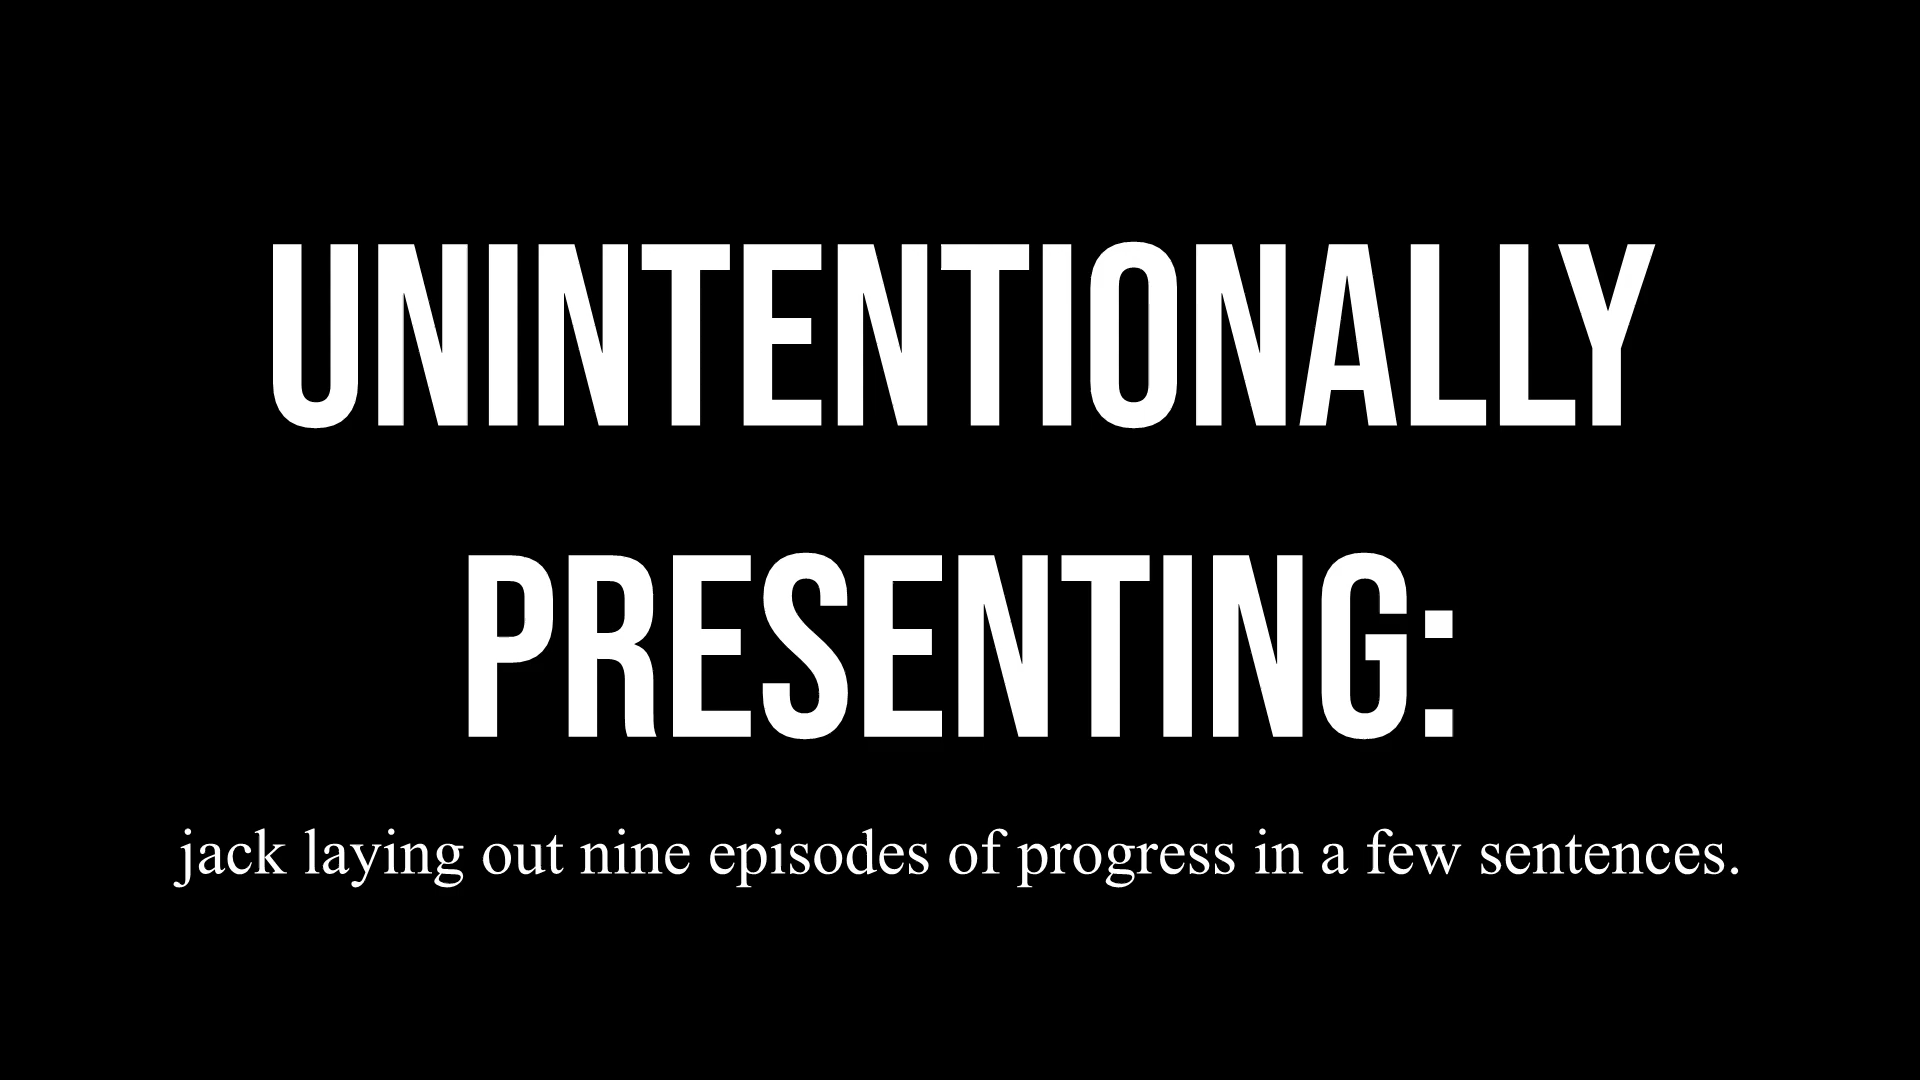 UNINTENTIONALLY
PRESENTING:
jack laying out nine episodes of progress in a few sentences.